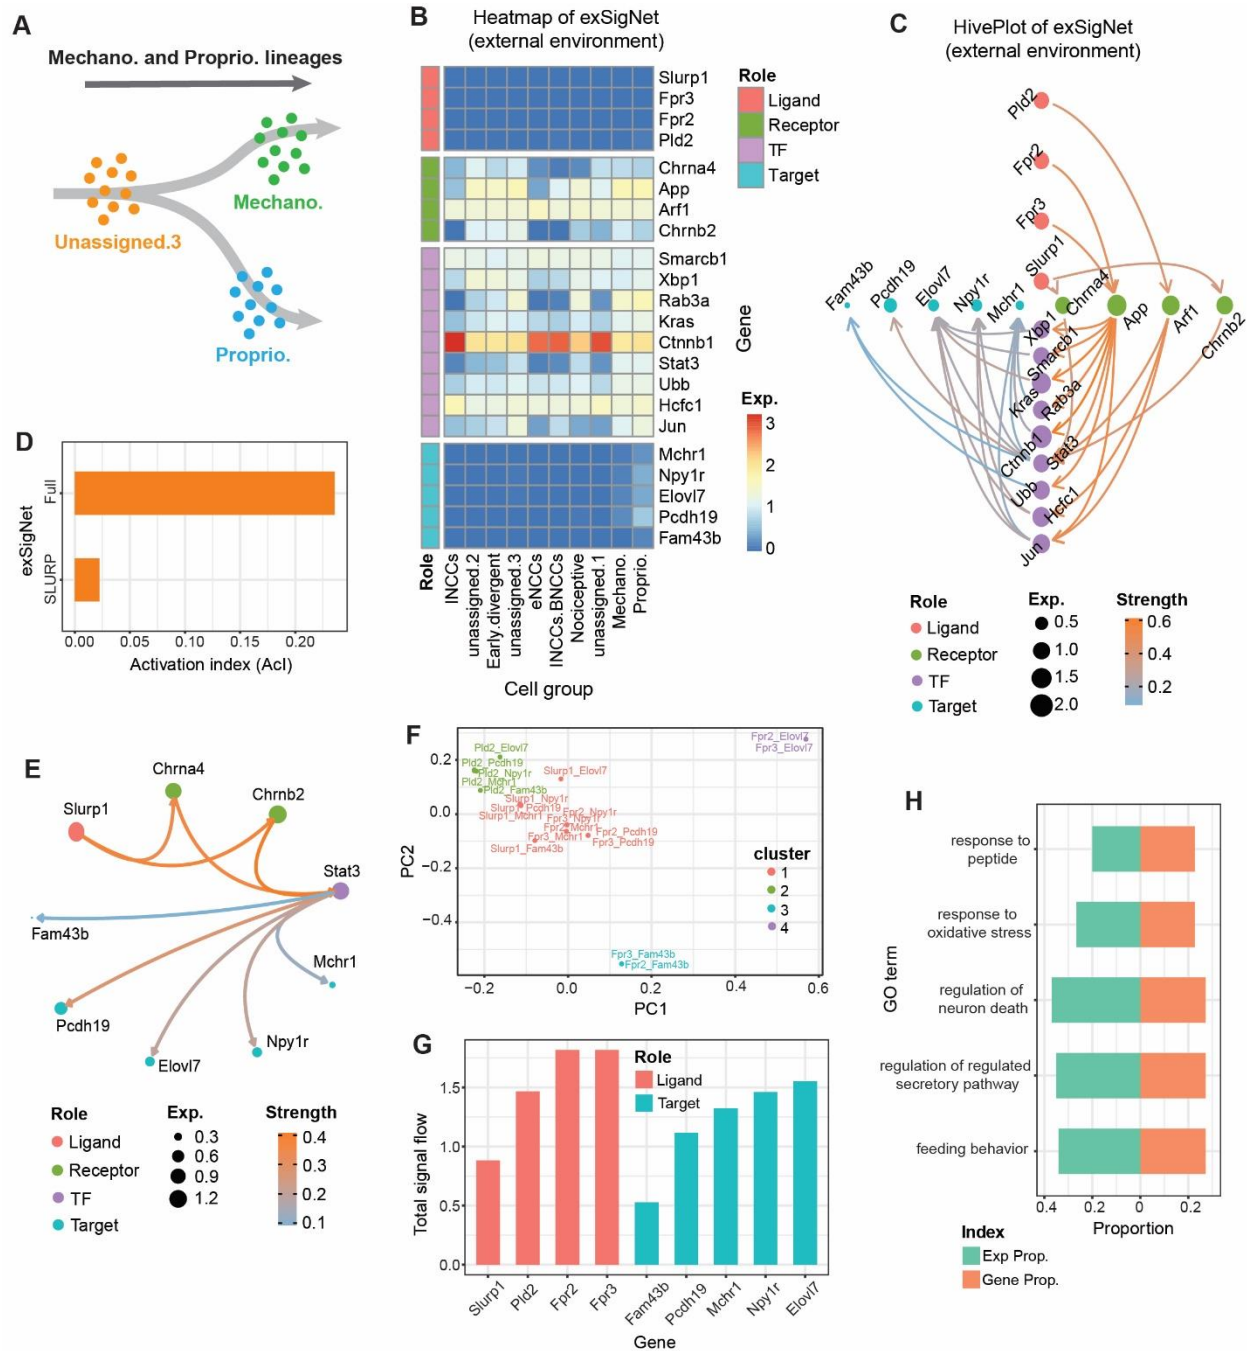 A
Mechano. and Proprio. lineages
Mechano.
Unassigned.3
Proprio.
B
Heatmap of exSigNet
(external environment)
Slurp1
Fpr3
Fpr2
Pld2
Chrna4
App
Arf1
Chrnb2
Smarcb1
Xbp1
Rab3a
Kras
Ctnnb1
Stat3
Ubb
Hcfc1
Jun
Mchr1
Npy1r
Elovl7
Pcdh19
Fam43b
Role
Ligand
Receptor
TF
Target
Gene
Exp.
3
2
1
0
Role
INCCs
unassigned.2
Early.divergent
unassigned.3
eNCCs
INCCs.BNCCs
Nociceptive
unassigned.1
Mechano.
Proprio.
Cell group
C
HivePlot of exSigNet
(external environment)
Pld2
Fpr2
Fpr3
Slurp1
Fam43b
Pcdh19
Elovl7
Npy1r
Mchr1
Chrna4
App
Arf1
Chrnb2
Xbp1
Smarcb1
Kras
Rab3a
Ctnnb1
Stat3
Ubb
Hcfc1
Jun
Role
Ligand
Receptor
TF
Target
Exp.
0.5
1.0
1.5
2.0
Strength
0.6
0.4
0.2
D
exSigNet
Full
SLURP
0.00
0.05
0.10
0.15
0.20
Activation index (AcI)
E
Chrna4
Chrnb2
Slurp1
Stat3
Fam43b
Mchr1
Pcdh19
Elovl7
Npy1r
Role
Ligand
Receptor
TF
Target
Exp.
0.3
0.6
0.9
1.2
Strength
0.4
0.3
0.2
0.1
F
PC2
0.2
0.0
−0.2
−0.4
Pld2_Elovl7
Pld2_Pcdh19
Pld2_Npy1r
Pld2_Mchr1
Pld2_Fam43b
Slurp1_Elovl7
Slurp1_Npy1r
Slurp1_Pcdh19
Slurp1_Mchr1
Fpr2_Npy1r
Fpr3_Npy1r
Fpr2_Mchr1
Fpr3_Mchr1
Fpr2_Pcdh19
Fpr3_Pcdh19
Slurp1_Fam43b
Fpr2_Elovl7
Fpr3_Elovl7
Fpr3_Fam43b
Fpr2_Fam43b
cluster
1
2
3
4
−0.2
0.0
0.2
0.4
0.6
PC1
G
Total signal flow
1.5
1.0
0.5
0.0
Role
Ligand
Target
Slurp1
Pld2
Fpr2
Fpr3
Fam43b
Pcdh19
Mchr1
Npy1r
Elovl7
Gene
H
GO term
response to
peptide
response to
oxidative stress
regulation of
neuron death
regulation of regulated
secretory pathway
feeding behavior
0.4
0.2
0
0.2
Proportion
Index
Exp Prop.
Gene Prop.